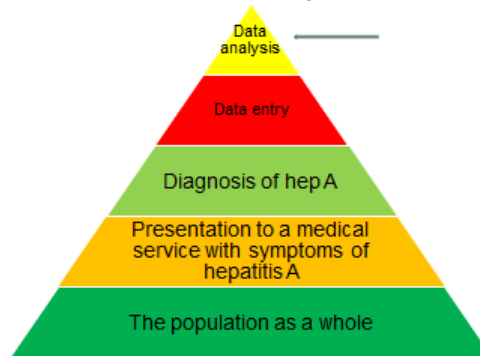 Data
analysis
Data entry
Diagnosis of hep A
Presentation to a medical
service with symptoms of
hepatitis A
The population as a whole